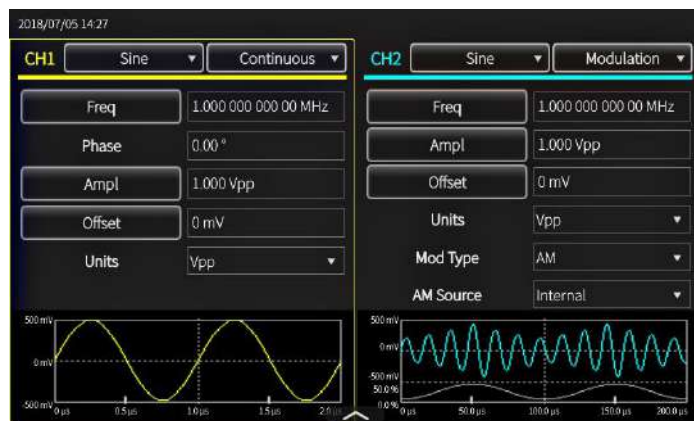 2018/07/05 14:27
CH1 Sine Continuous
Freq 1.000 000 000 00 MHz
Phase 0.00 °
Ampl 1.000 Vpp
Offset 0 mV
Units Vpp
500 mV
0 mV
-500 mV
0 µs 0.5 µs 1.0 µs 1.5 µs 2.0 µs
CH2 Sine Modulation
Freq 1.000 000 000 00 MHz
Ampl 1.000 Vpp
Offset 0 mV
Units Vpp
Mod Type AM
AM Source Internal
500 mV
0 mV
-500 mV
50.0 %
0.0 %
0 µs 50.0 µs 100.0 µs 150.0 µs 200.0 µs